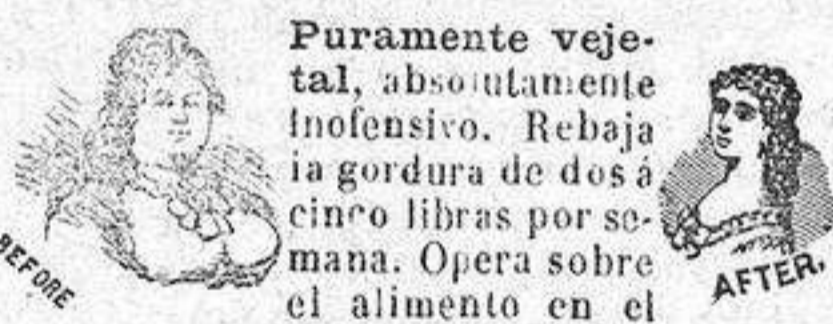 Puramente veje-
tal, absolutamente
Inofensivo. Rebaja
la gordura de dos á
cinco libras por se-
mana. Opera sobre
el alimento en el
BEFORE
AFTER,